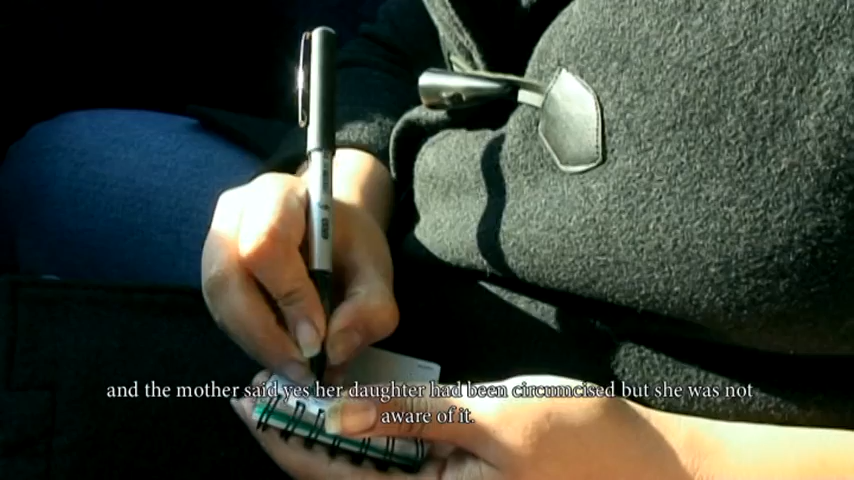 and the mother said yes her daughter had been circumcised but she was not
aware of it.